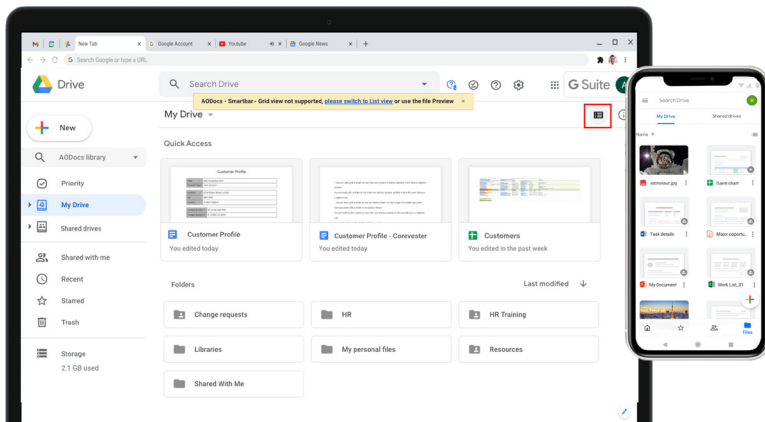 New Tab
Google Account
Youtube
Google News
Search Google or type a URL
Drive
Search Drive
G Suite
AODocs - Smartbar - Grid view not supported, please switch to List view or use the file Preview
My Drive
New
Quick Access
AODocs library
Priority
My Drive
Shared drives
Shared with me
Recent
Starred
Trash
Storage
2.1 GB used
Customer Profile
Customer Profile
You edited today
Customer Profile - Corevester
You edited today
Customers
You edited in the past week
Folders
Last modified
Change requests
HR
HR Training
Libraries
My personal files
Resources
Shared With Me
Search Drive
My Drive
Shared drives
Name
astronaut.jpg
Gantt chart
Task details
Major opportu...
My Document
Work List_01
Files